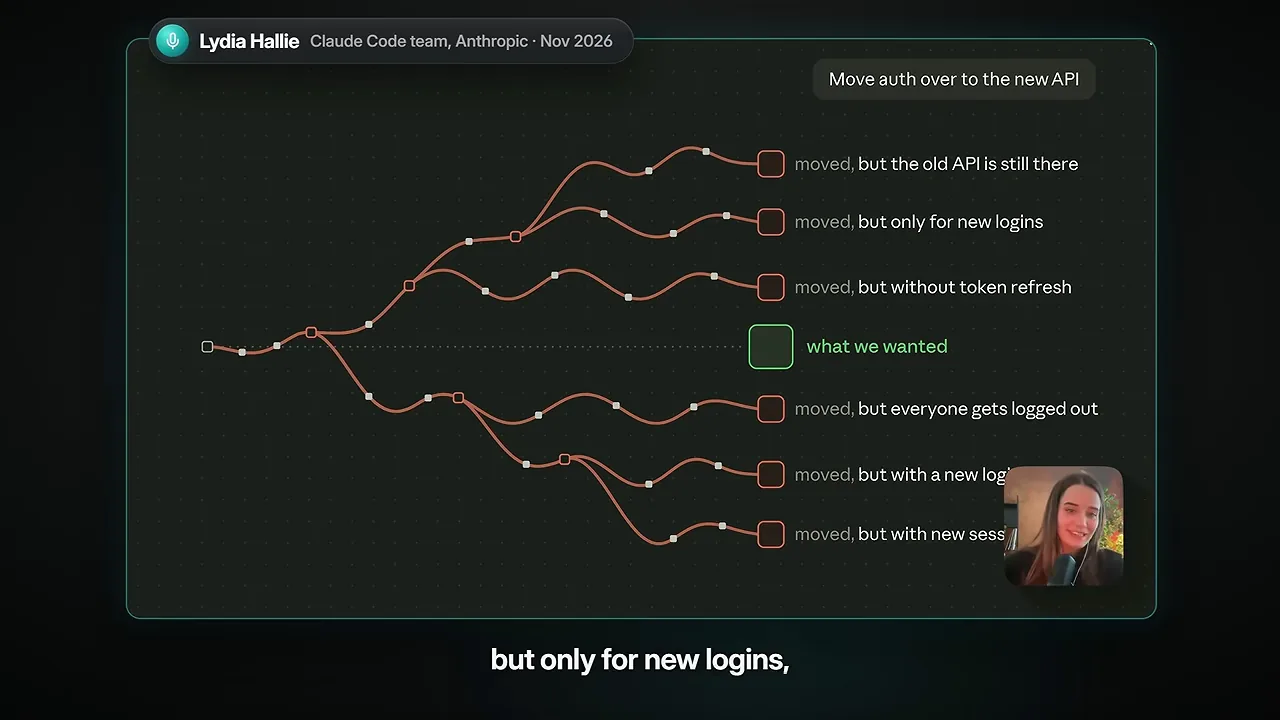 Lydia Hallie Claude Code team, Anthropic · Nov 2026
Move auth over to the new API
moved, but the old API is still there
moved, but only for new logins
moved, but without token refresh
what we wanted
moved, but everyone gets logged out
moved, but with a new
moved, but with new
but only for new logins,